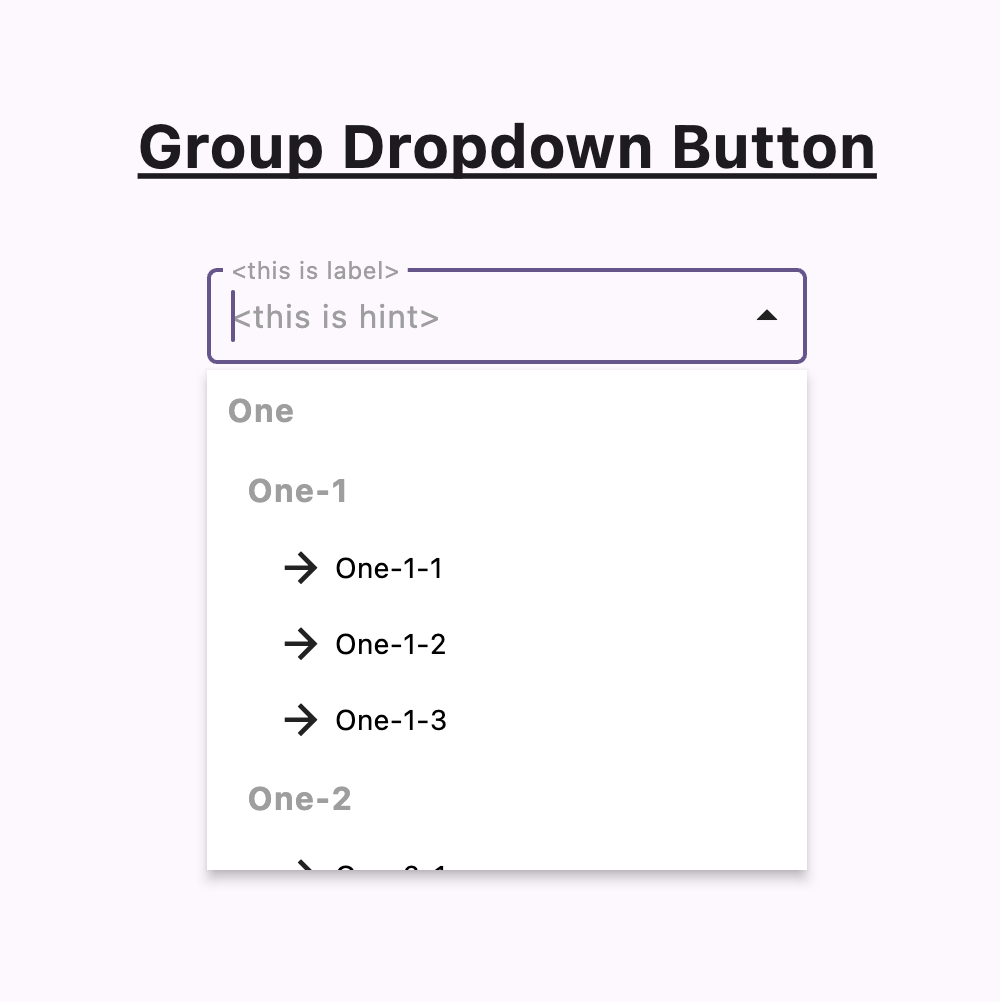 Group Dropdown Button
<this is label>
<this is hint>
One
One-1
One-1-1
One-1-2
One-1-3
One-2